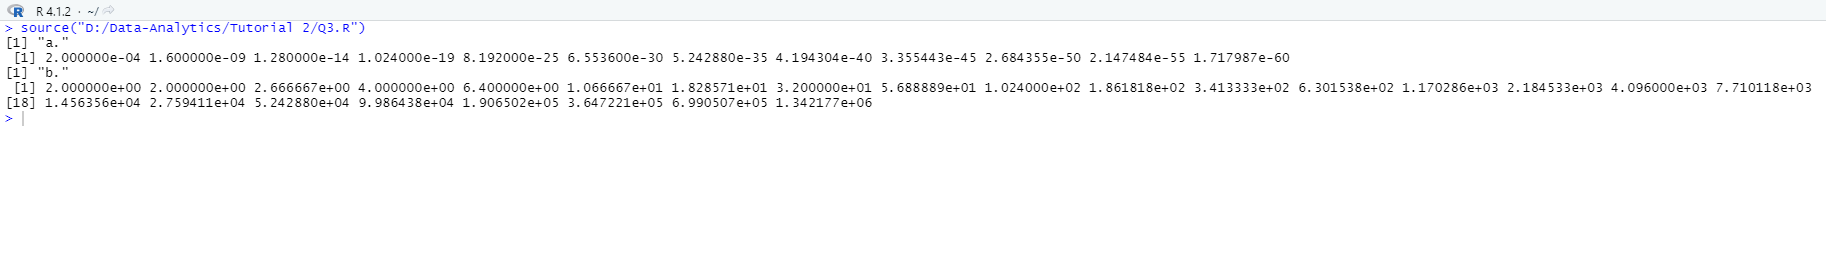 R R 4.1.2 · ~/
> source("D:/Data-Analytics/Tutorial 2/Q3.R")
[1] "a."
[1] 2.000000e-04 1.600000e-09 1.280000e-14 1.024000e-19 8.192000e-25 6.553600e-30 5.242880e-35 4.194304e-40 3.355443e-45 2.684355e-50 2.147484e-55 1.717987e-60
[1] "b."
[1] 2.000000e+00 2.000000e+00 2.666667e+00 4.000000e+00 6.400000e+00 1.066667e+01 1.828571e+01 3.200000e+01 5.688889e+01 1.024000e+02 1.861818e+02 3.413333e+02 6.301538e+02 1.170286e+03 2.184533e+03 4.096000e+03 7.710118e+03
[18] 1.456356e+04 2.759411e+04 5.242880e+04 9.986438e+04 1.906502e+05 3.647221e+05 6.990507e+05 1.342177e+06
>